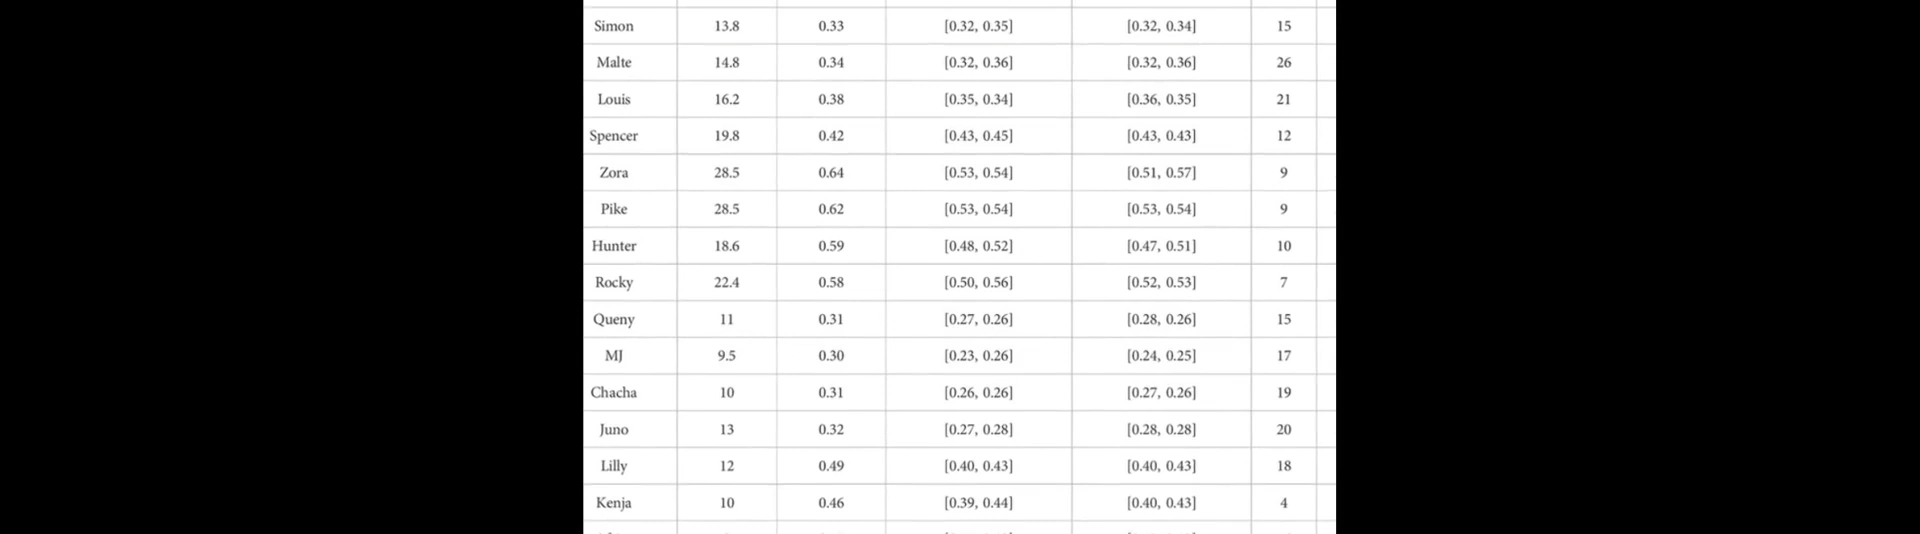 Simon 13.8 0.33 [0.32, 0.35] [0.32, 0.34] 15
Malte 14.8 0.34 [0.32, 0.36] [0.32, 0.36] 26
Louis 16.2 0.38 [0.35, 0.34] [0.36, 0.35] 21
Spencer 19.8 0.42 [0.43, 0.45] [0.43, 0.43] 12
Zora 28.5 0.64 [0.53, 0.54] [0.51, 0.57] 9
Pike 28.5 0.62 [0.53, 0.54] [0.53, 0.54] 9
Hunter 18.6 0.59 [0.48, 0.52] [0.47, 0.51] 10
Rocky 22.4 0.58 [0.50, 0.56] [0.52, 0.53] 7
Queny 11 0.31 [0.27, 0.26] [0.28, 0.26] 15
MJ 9.5 0.30 [0.23, 0.26] [0.24, 0.25] 17
Chacha 10 0.31 [0.26, 0.26] [0.27, 0.26] 19
Juno 13 0.32 [0.27, 0.28] [0.28, 0.28] 20
Lilly 12 0.49 [0.40, 0.43] [0.40, 0.43] 18
Kenja 10 0.46 [0.39, 0.44] [0.40, 0.43] 4